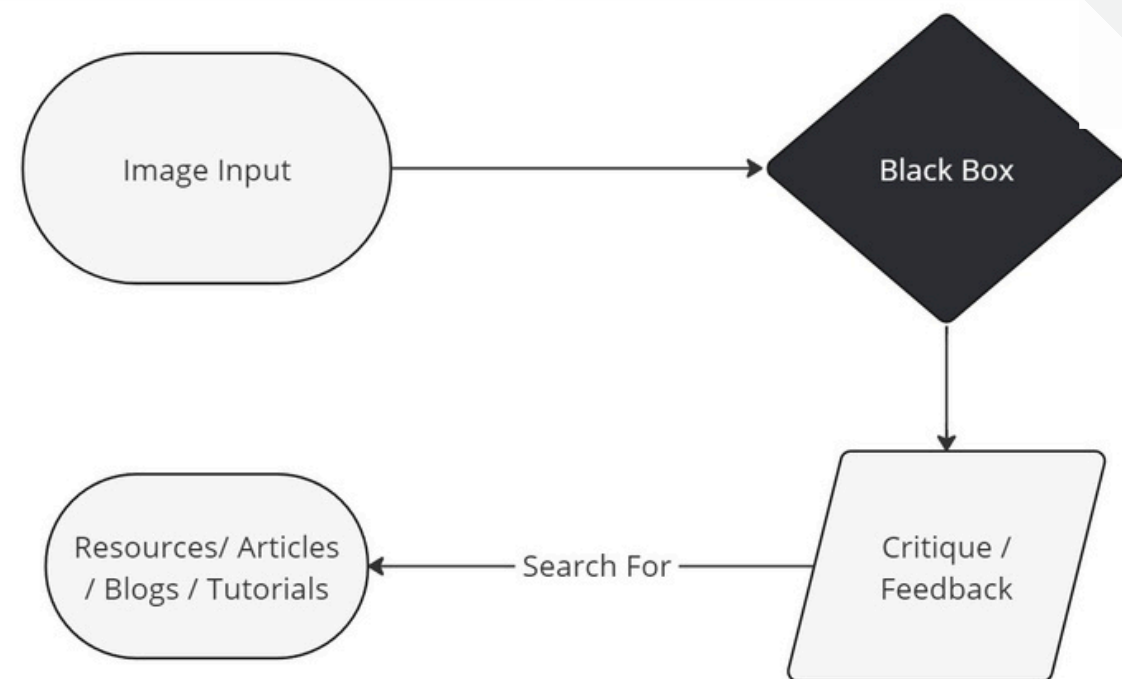 Image Input
Black Box
Critique /
Feedback
Search For
Resources/ Articles
/ Blogs / Tutorials